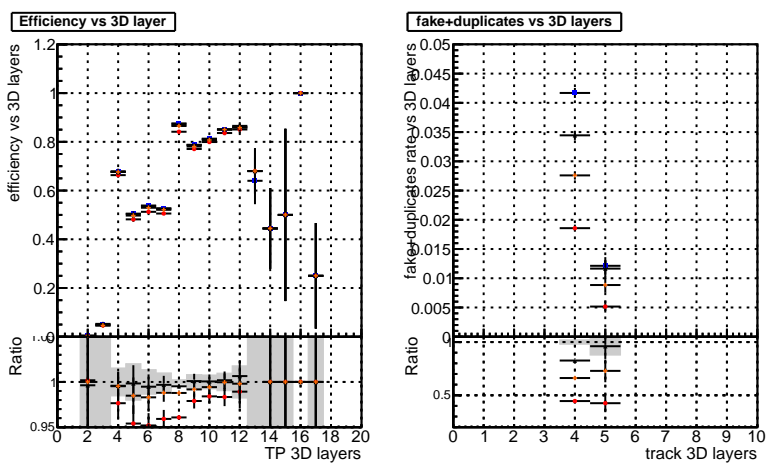 Efficiency vs 3D layer
efficiency vs 3D layers
1.2
1
0.8
0.6
0.4
0.2
Ratio
1
0.95
0 2 4 6 8 10 12 14 16 18 20
TP 3D layers
fake+duplicates vs 3D layers
fake+duplicates rate vs 3D layers
0.05
0.045
0.04
0.035
0.03
0.025
0.02
0.015
0.01
0.005
0
Ratio
0.5
0 1 2 3 4 5 6 7 8 9 10
track 3D layers